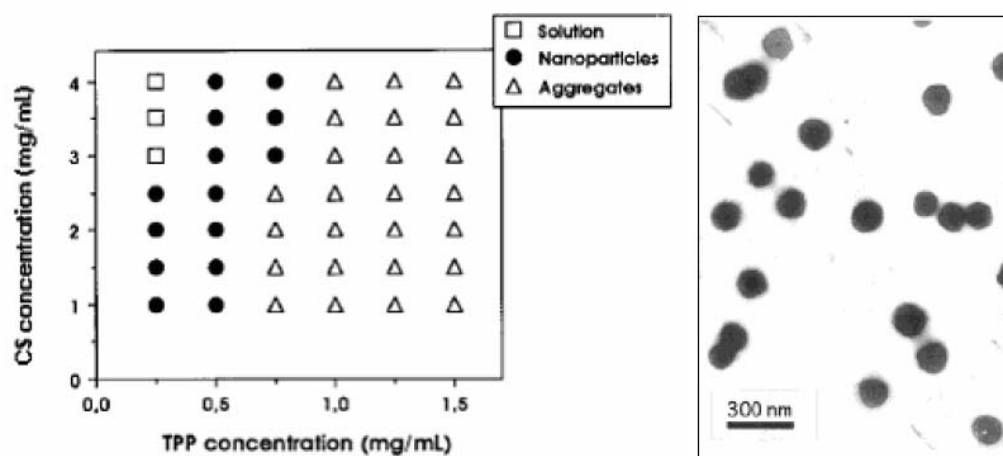 Solution
Nanoparticles
Aggregates
CS concentration (mg/mL)
4
3
2
1
0
0,0
0,5
1,0
1,5
TPP concentration (mg/mL)
300 nm